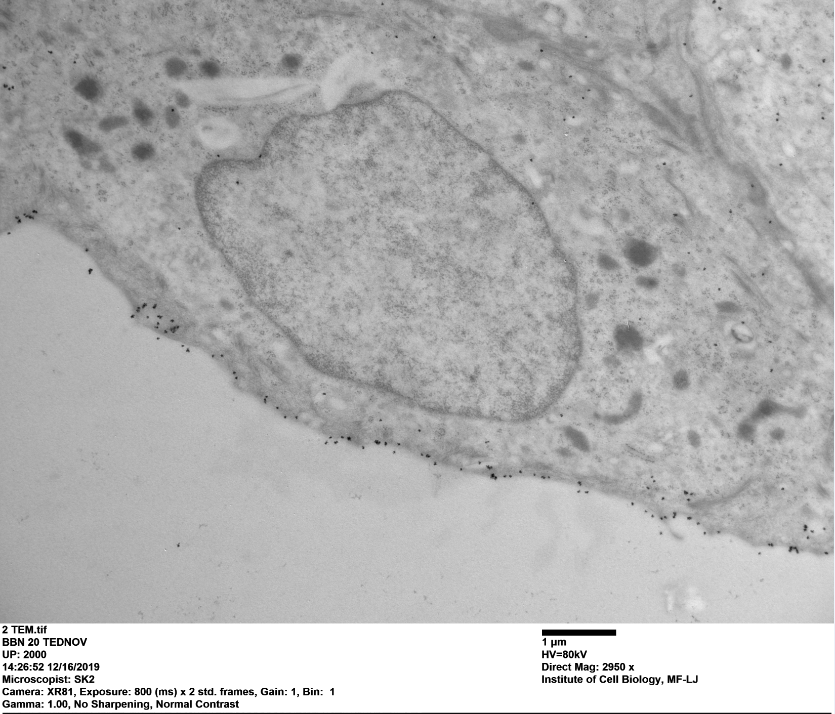 2 TEM.tif
BBN 20 TEDNOV
UP: 2000
14:26:52 12/16/2019
Microscopist: SK2
Camera: XR81, Exposure: 800 (ms) x 2 std. frames, Gain: 1, Bin: 1
Gamma: 1.00, No Sharpening, Normal Contrast
1 µm
HV=80kV
Direct Mag: 2950 x
Institute of Cell Biology, MF-LJ